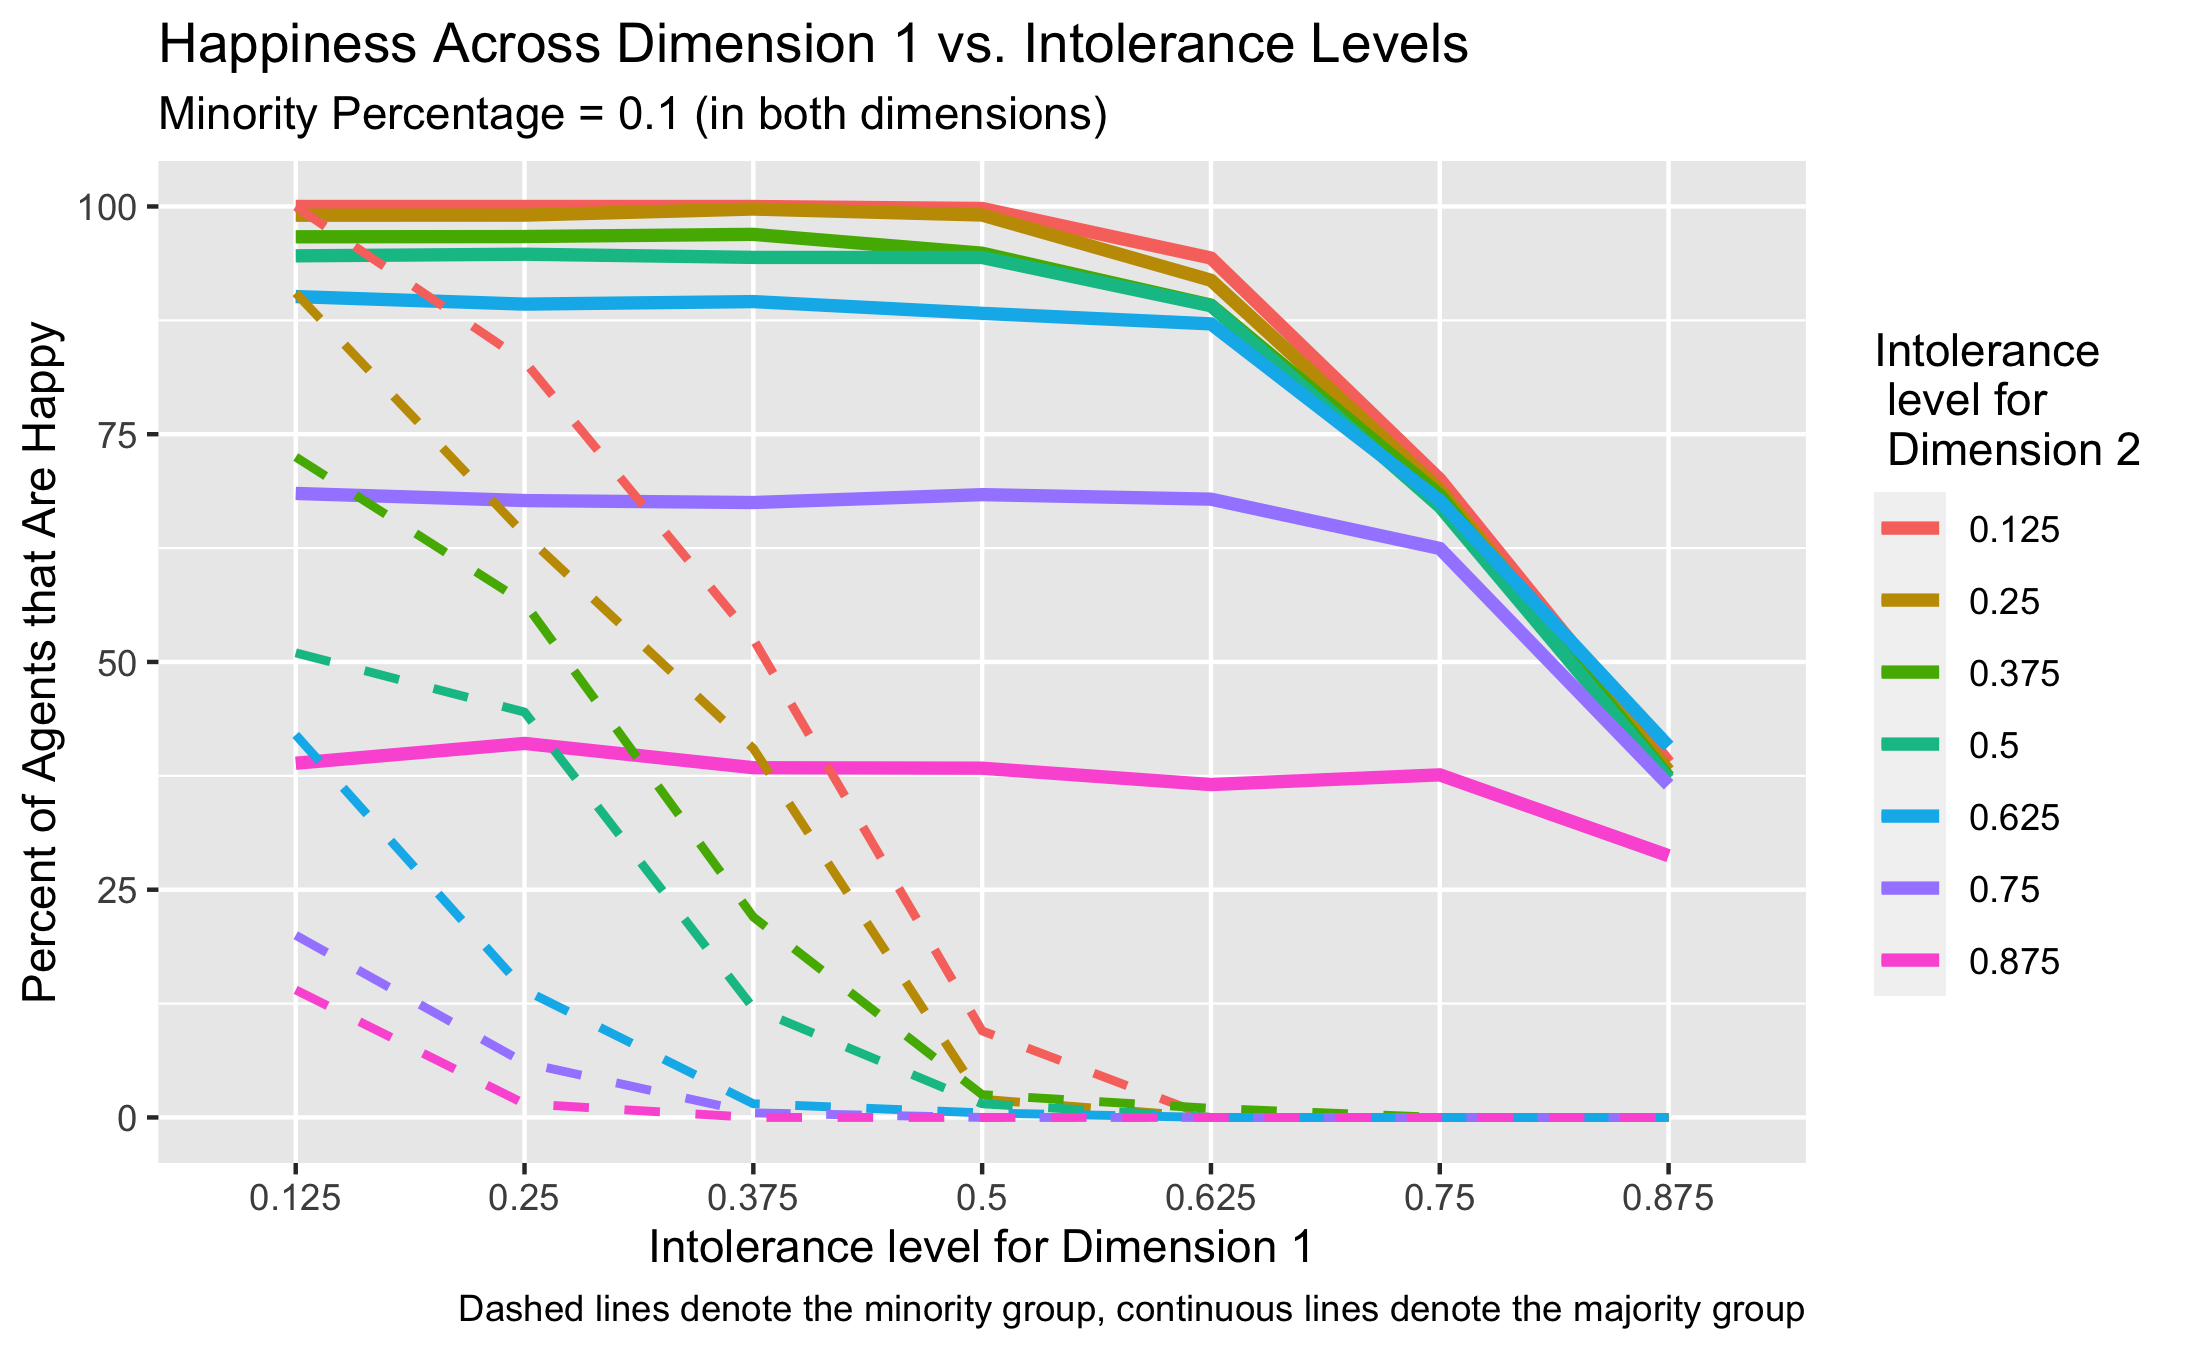 Happiness Across Dimension 1 vs. Intolerance Levels
Minority Percentage = 0.1 (in both dimensions)
Percent of Agents that Are Happy
100
75
50
25
0
0.125 0.25 0.375 0.5 0.625 0.75 0.875
Intolerance level for Dimension 1
Dashed lines denote the minority group, continuous lines denote the majority group
Intolerance
level for
Dimension 2
0.125
0.25
0.375
0.5
0.625
0.75
0.875